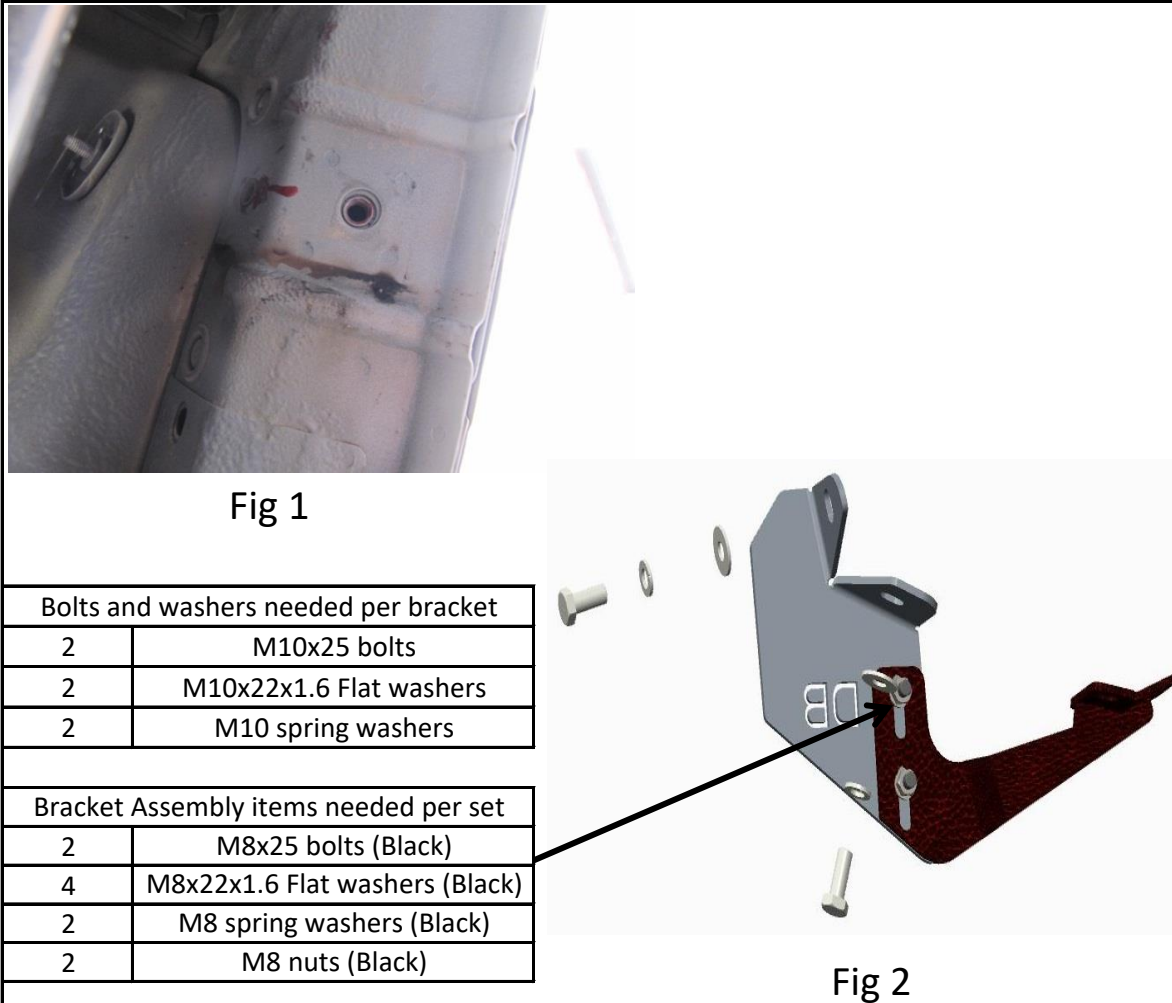 Fig 1
Bolts and washers needed per bracket
2 M10x25 bolts
2 M10x22x1.6 Flat washers
2 M10 spring washers
DB
Bracket Assembly items needed per set
2 M8x25 bolts (Black)
4 M8x22x1.6 Flat washers (Black)
2 M8 spring washers (Black)
2 M8 nuts (Black)
Fig 2